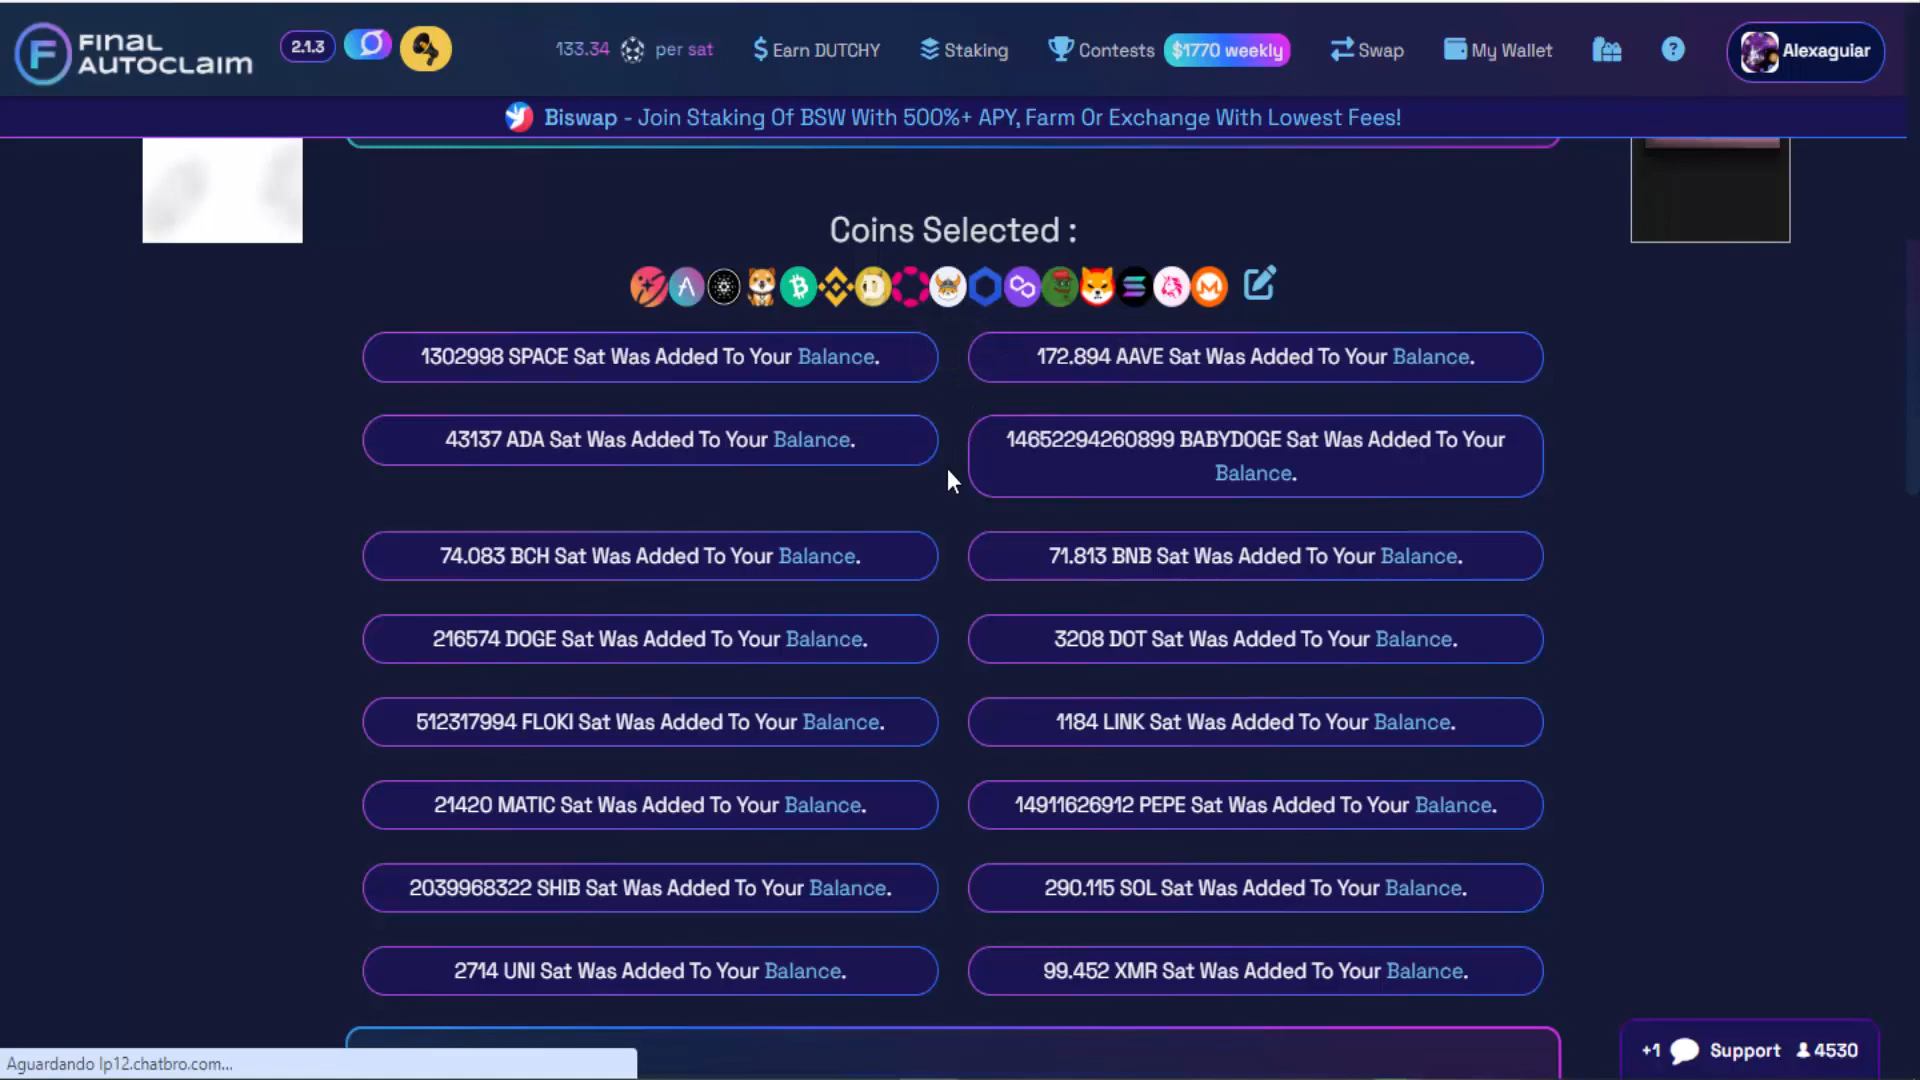 FINAL
AUTOCLAIM
2.1.3
133.34 per sat
Earn DUTCHY
Staking
Contests $1770 weekly
Swap
My Wallet
?
Alexaguiar
Biswap - Join Staking Of BSW With 500%+ APY, Farm Or Exchange With Lowest Fees!
Coins Selected :
1302998 SPACE Sat Was Added To Your Balance.
172.894 AAVE Sat Was Added To Your Balance.
43137 ADA Sat Was Added To Your Balance.
14652294260899 BABYDOGE Sat Was Added To Your
Balance.
74.083 BCH Sat Was Added To Your Balance.
71.813 BNB Sat Was Added To Your Balance.
216574 DOGE Sat Was Added To Your Balance.
3208 DOT Sat Was Added To Your Balance.
512317994 FLOKI Sat Was Added To Your Balance.
1184 LINK Sat Was Added To Your Balance.
21420 MATIC Sat Was Added To Your Balance.
14911626912 PEPE Sat Was Added To Your Balance.
2039968322 SHIB Sat Was Added To Your Balance.
290.115 SOL Sat Was Added To Your Balance.
2714 UNI Sat Was Added To Your Balance.
99.452 XMR Sat Was Added To Your Balance.
+1 Support 4530
Aguardando lp12.chatbro.com...